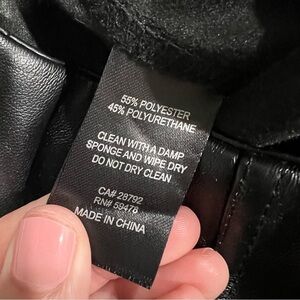 55% POLYESTER
45% POLYURETHANE
CLEAN WITH A DAMP
SPONGE AND WIPE DRY
DO NOT DRY CLEAN
CA# 28792
RN# 59476
MADE IN CHINA